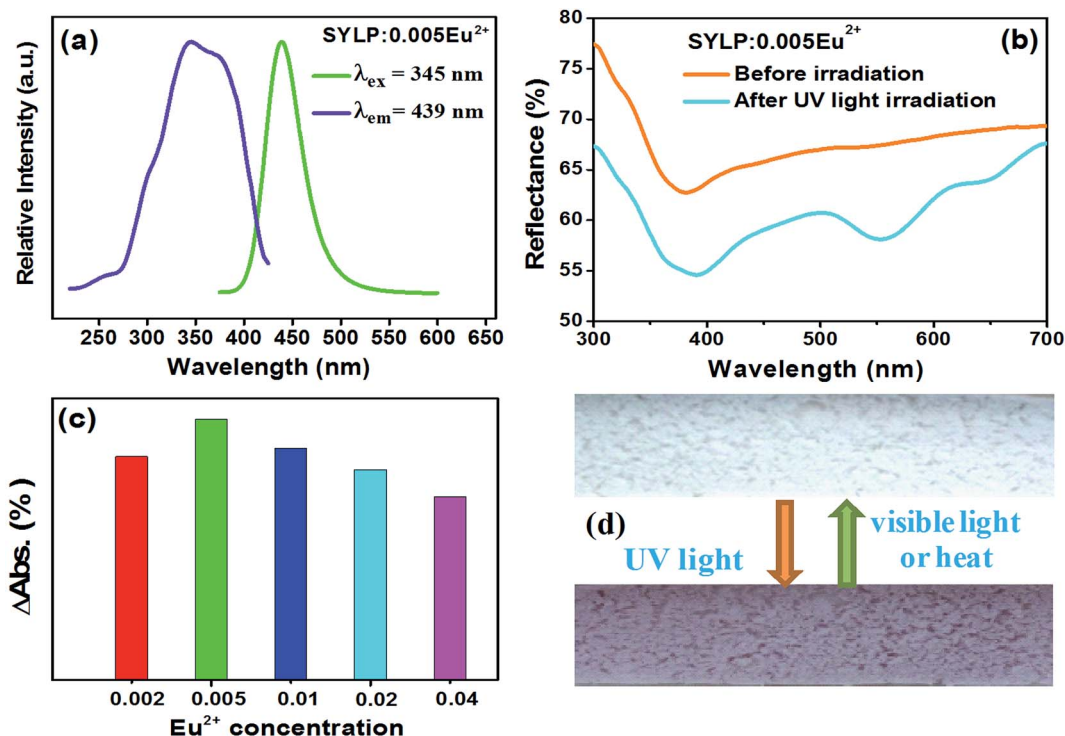 (a)
SYLP:0.005Eu²⁺
λex = 345 nm
λem = 439 nm
Relative Intensity (a.u.)
250 300 350 400 450 500 550 600 650
Wavelength (nm)
(b)
SYLP:0.005Eu²⁺
Before irradiation
After UV light irradiation
Reflectance (%)
80
75
70
65
60
55
50
300 400 500 600 700
Wavelength (nm)
(c)
ΔAbs. (%)
0.002 0.005 0.01 0.02 0.04
Eu²⁺ concentration
(d)
UV light
visible light
or heat